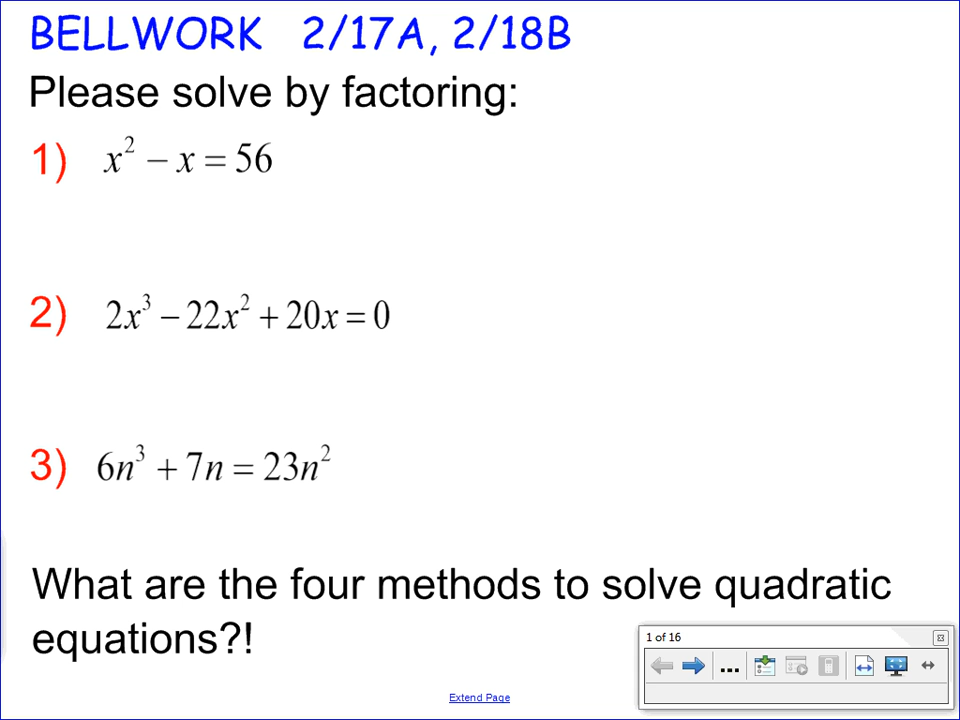 BELLWORK 2/17A, 2/18B
Please solve by factoring:
1) x² − x = 56
2) 2x³ − 22x² + 20x = 0
3) 6n³ + 7n = 23n²
What are the four methods to solve quadratic
equations?!
1 of 16
...
Extend Page